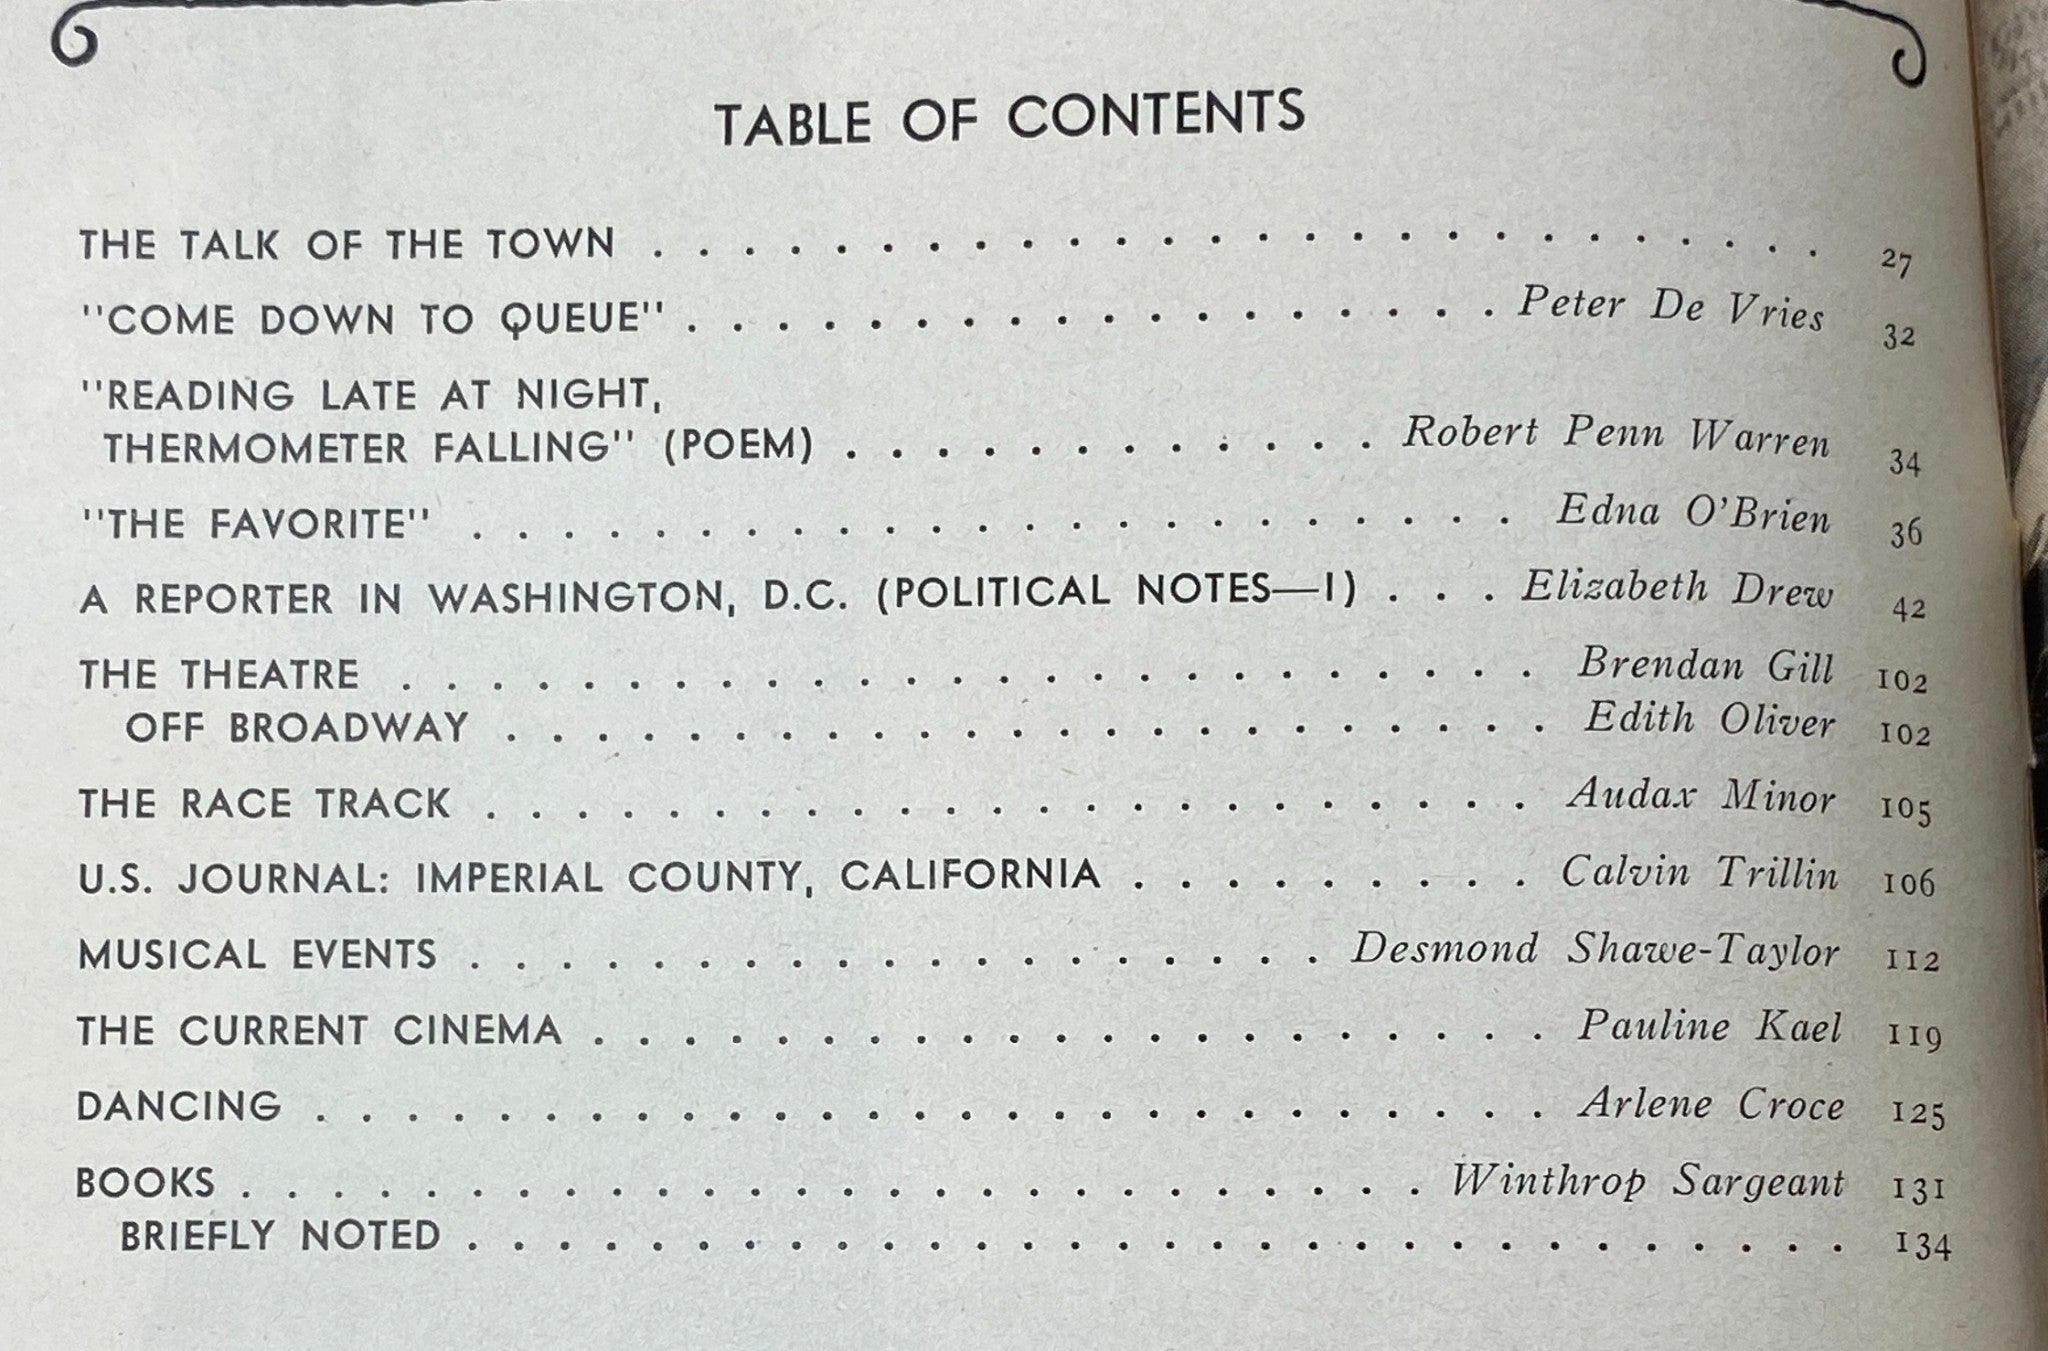 TABLE OF CONTENTS
THE TALK OF THE TOWN . . . . . . . . . . . . . . . . . . . . . . . . . 27
"COME DOWN TO QUEUE" . . . . . . . . . . . . . . . . . . Peter De Vries 32
"READING LATE AT NIGHT,
THERMOMETER FALLING" (POEM) . . . . . . . . . . . . Robert Penn Warren 34
"THE FAVORITE" . . . . . . . . . . . . . . . . . . . . . . . Edna O'Brien 36
A REPORTER IN WASHINGTON, D.C. (POLITICAL NOTES—I) . . . Elizabeth Drew 42
THE THEATRE . . . . . . . . . . . . . . . . . . . . . . . . . Brendan Gill 102
OFF BROADWAY . . . . . . . . . . . . . . . . . . . . . . . Edith Oliver 102
THE RACE TRACK . . . . . . . . . . . . . . . . . . . . . . . Audax Minor 105
U.S. JOURNAL: IMPERIAL COUNTY, CALIFORNIA . . . . . . . . . Calvin Trillin 106
MUSICAL EVENTS . . . . . . . . . . . . . . . . . . . Desmond Shawe-Taylor 112
THE CURRENT CINEMA . . . . . . . . . . . . . . . . . . . . . Pauline Kael 119
DANCING . . . . . . . . . . . . . . . . . . . . . . . . . . . Arlene Croce 125
BOOKS . . . . . . . . . . . . . . . . . . . . . . . . . . Winthrop Sargeant 131
BRIEFLY NOTED . . . . . . . . . . . . . . . . . . . . . . . . . . . . . . 134